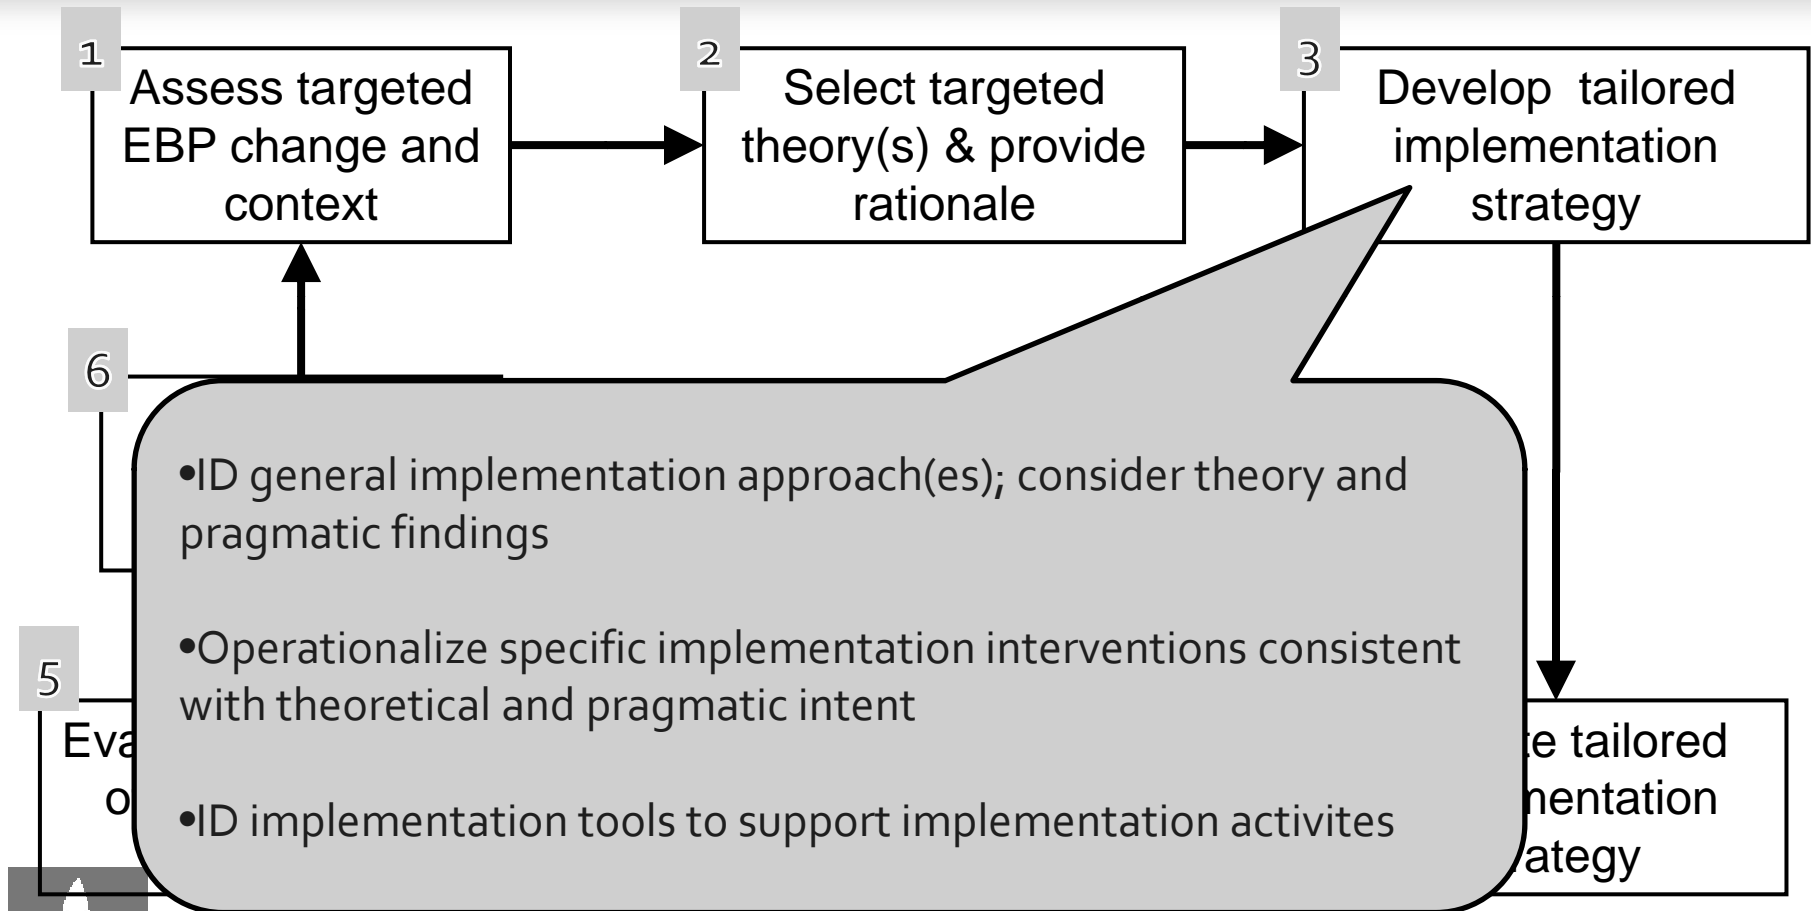 1
Assess targeted
EBP change and
context
2
Select targeted
theory(s) & provide
rationale
3
Develop  tailored
implementation
strategy
6
•ID general implementation approach(es); consider theory and
pragmatic findings
•Operationalize specific implementation interventions consistent
with theoretical and pragmatic intent
•ID implementation tools to support implementation activites
5
tailored